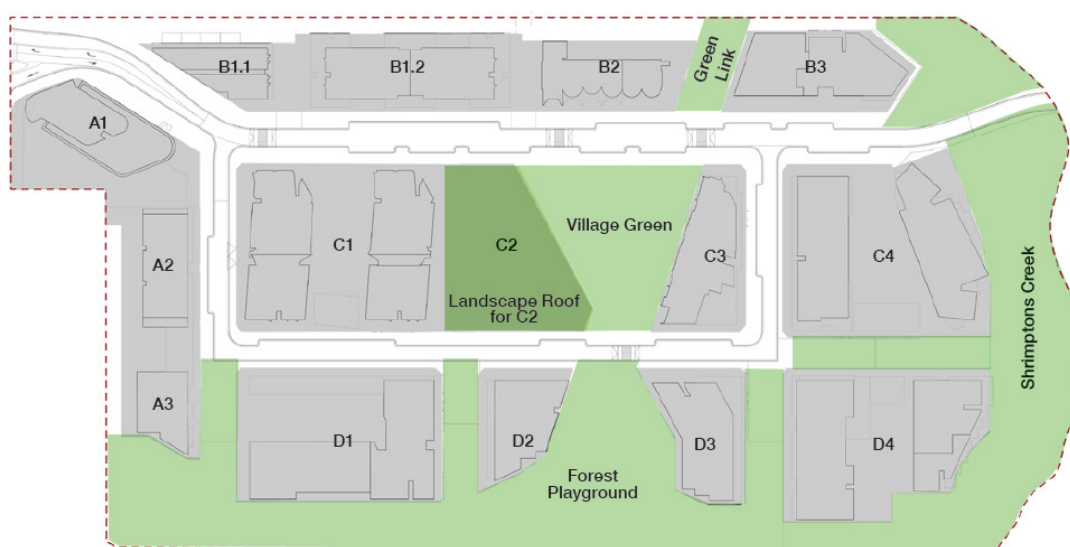 B1.1
B1.2
B2
Green
Link
B3
A1
A2
A3
C1
C2
Landscape Roof
for C2
Village Green
C3
C4
Shrimptons Creek
D1
D2
Forest
Playground
D3
D4